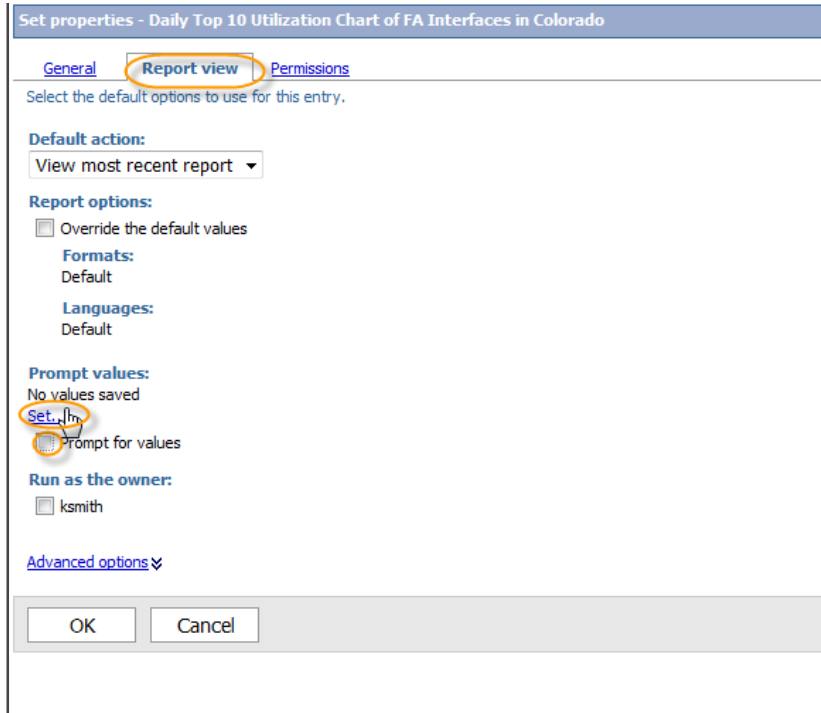 Set properties - Daily Top 10 Utilization Chart of FA Interfaces in Colorado
General Report view Permissions
Select the default options to use for this entry.
Default action:
View most recent report
Report options:
Override the default values
Formats:
Default
Languages:
Default
Prompt values:
No values saved
Set...
Prompt for values
Run as the owner:
ksmith
Advanced options
OK Cancel